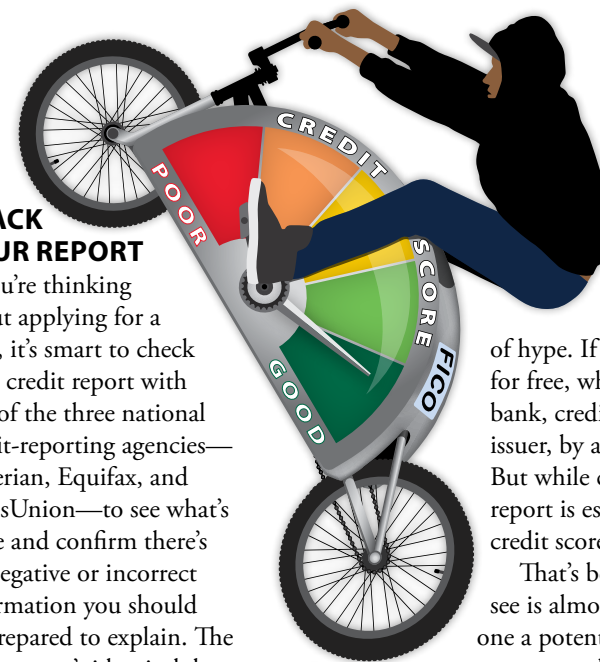 CREDIT
SCORE
POOR
GOOD
FICO
ACK
UR REPORT
u're thinking
ut applying for a
, it's smart to check
credit report with
of the three national
it-reporting agencies—
erian, Equifax, and
sUnion—to see what's
e and confirm there's
egative or incorrect
rmation you should
repared to explain. The
of hype. If
for free, wh
bank, credi
issuer, by a
But while c
report is es
credit score
That's be
see is almo
one a potent